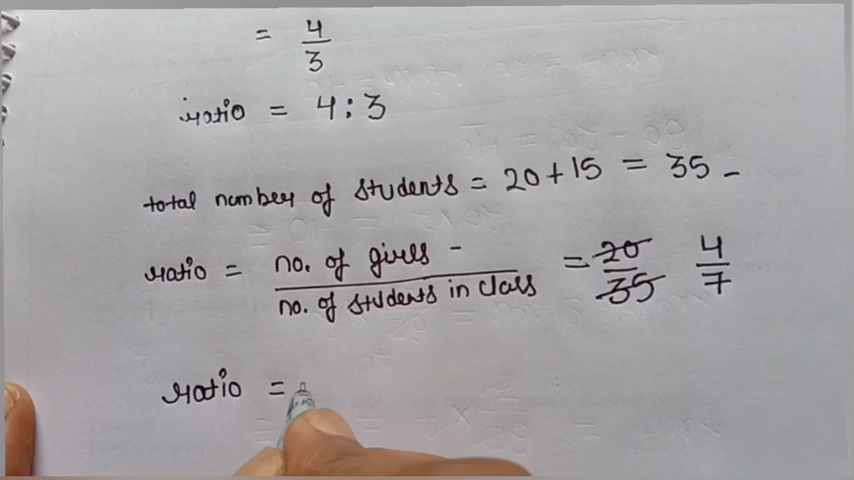 = 4/3
ratio = 4:3
total number of students = 20+15 = 35 -
ratio = no. of girls - / no. of students in class = 20/35 4/7
ratio =